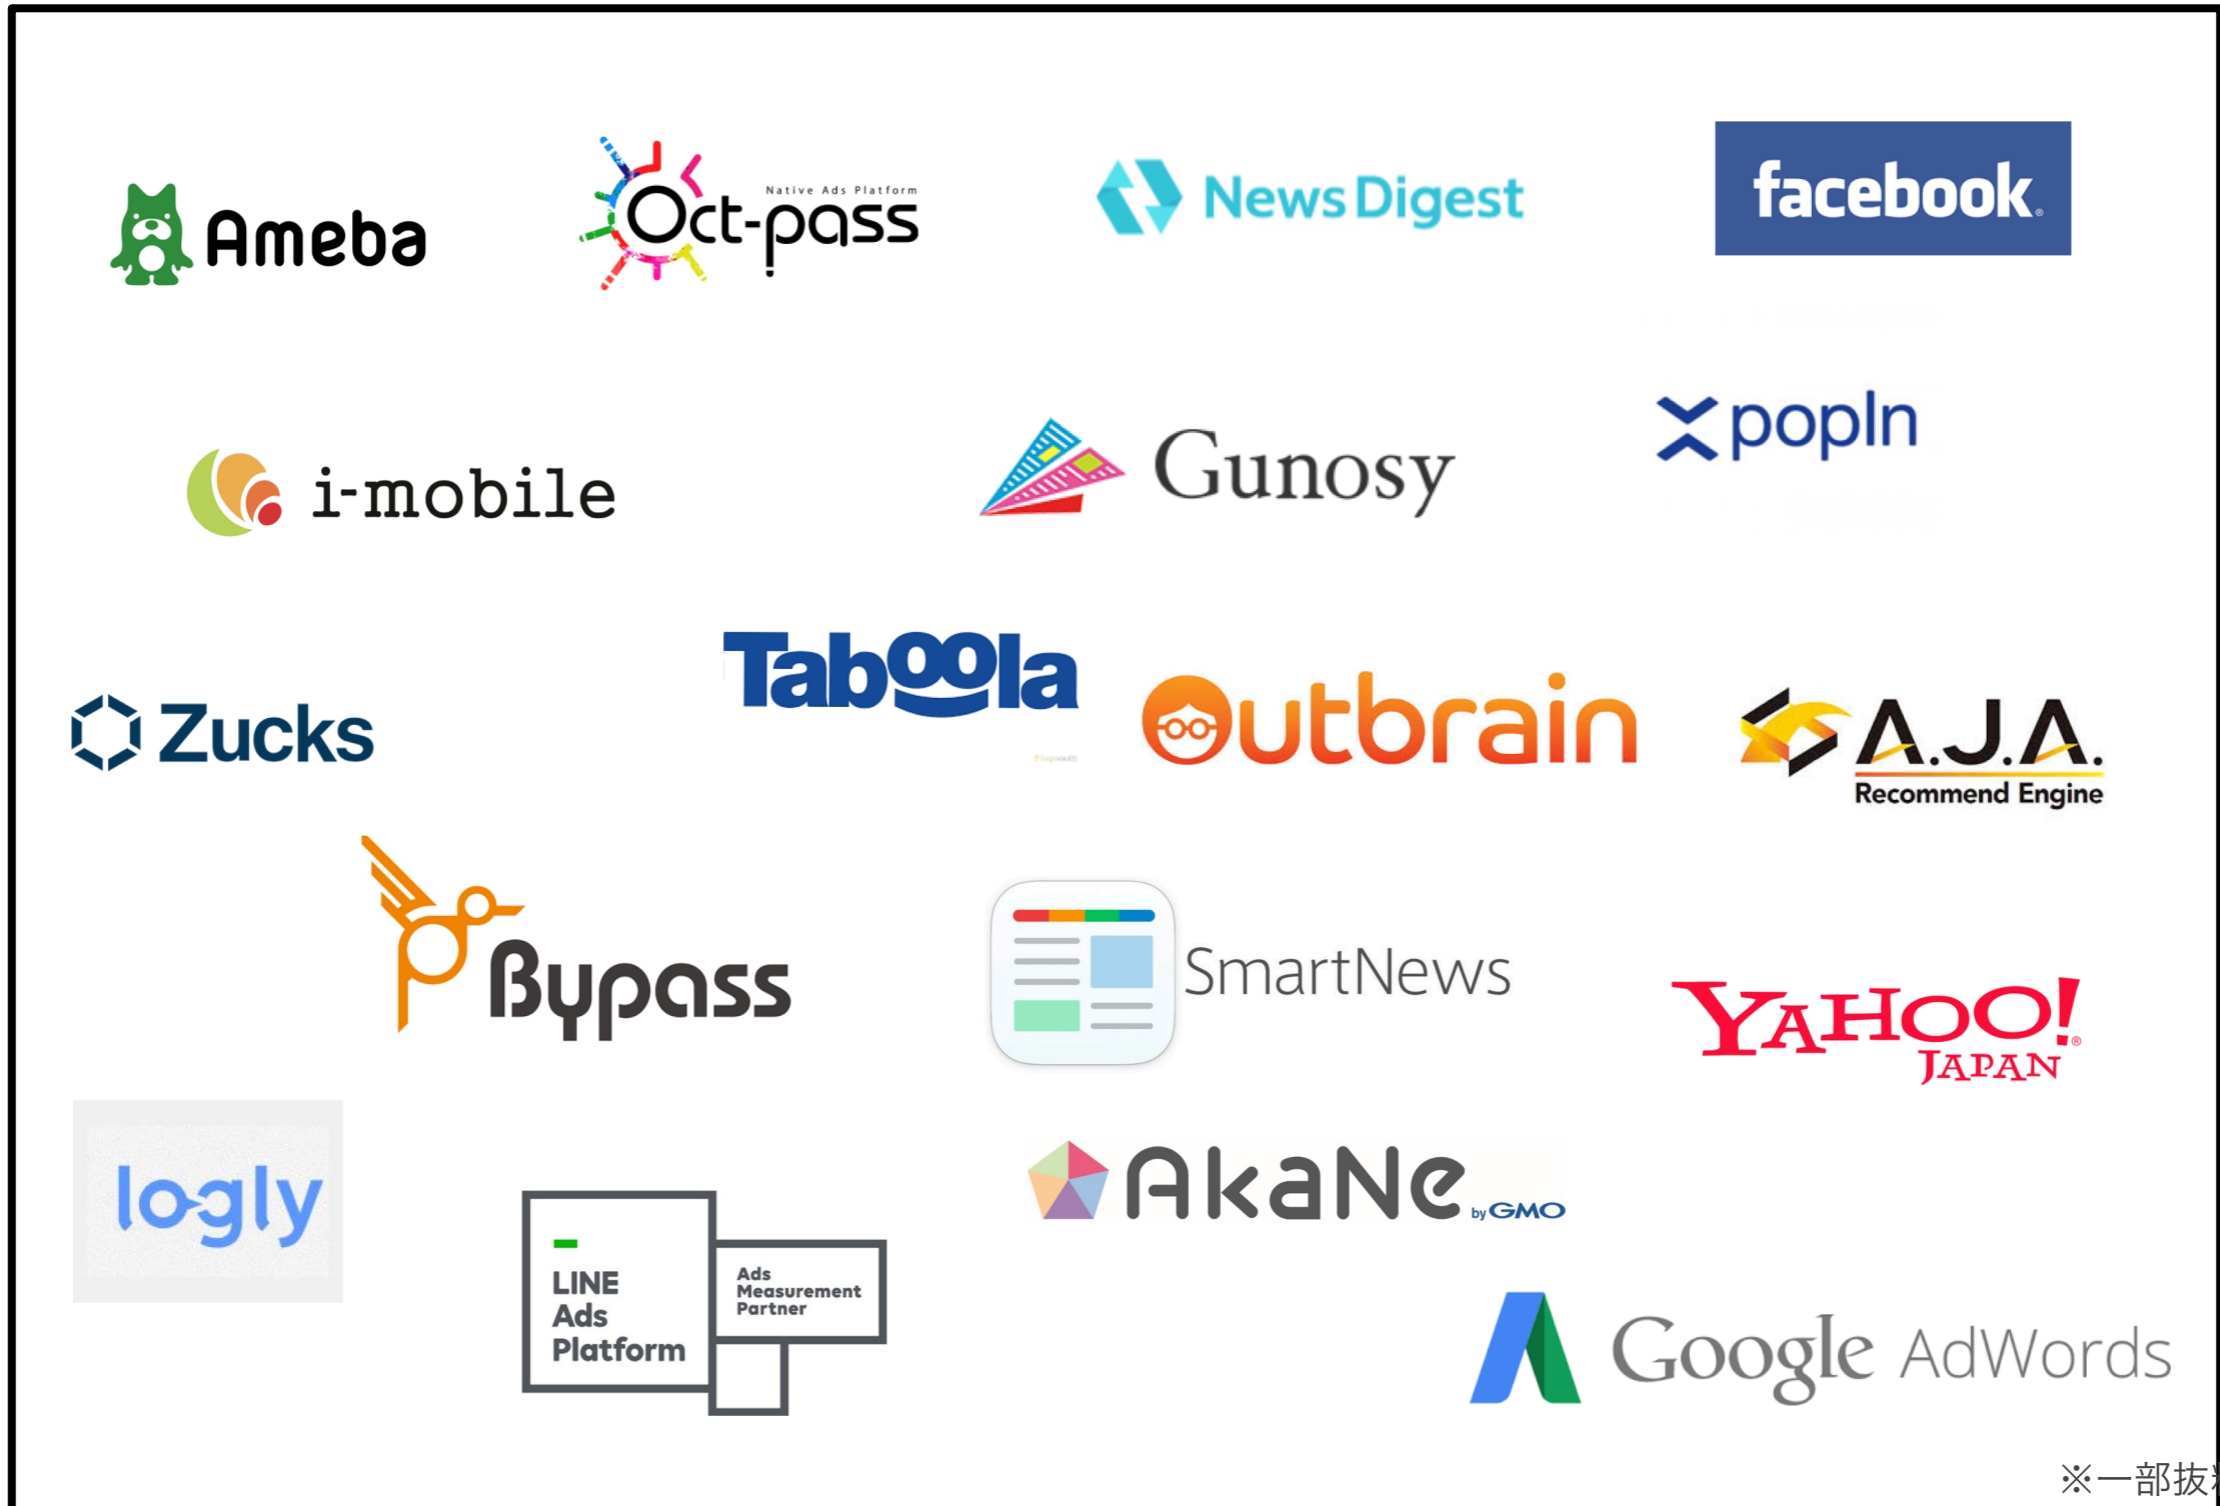 Ameba
Native Ads Platform
Oct-pass
News Digest
facebook®
i-mobile
Gunosy
popIn
Zucks
Taboola
Outbrain
A.J.A.
Recommend Engine
Bypass
SmartNews
YAHOO!®
JAPAN
logly
LINE
Ads
Platform
Ads
Measurement
Partner
AkaNe by GMO
Google AdWords
※一部抜